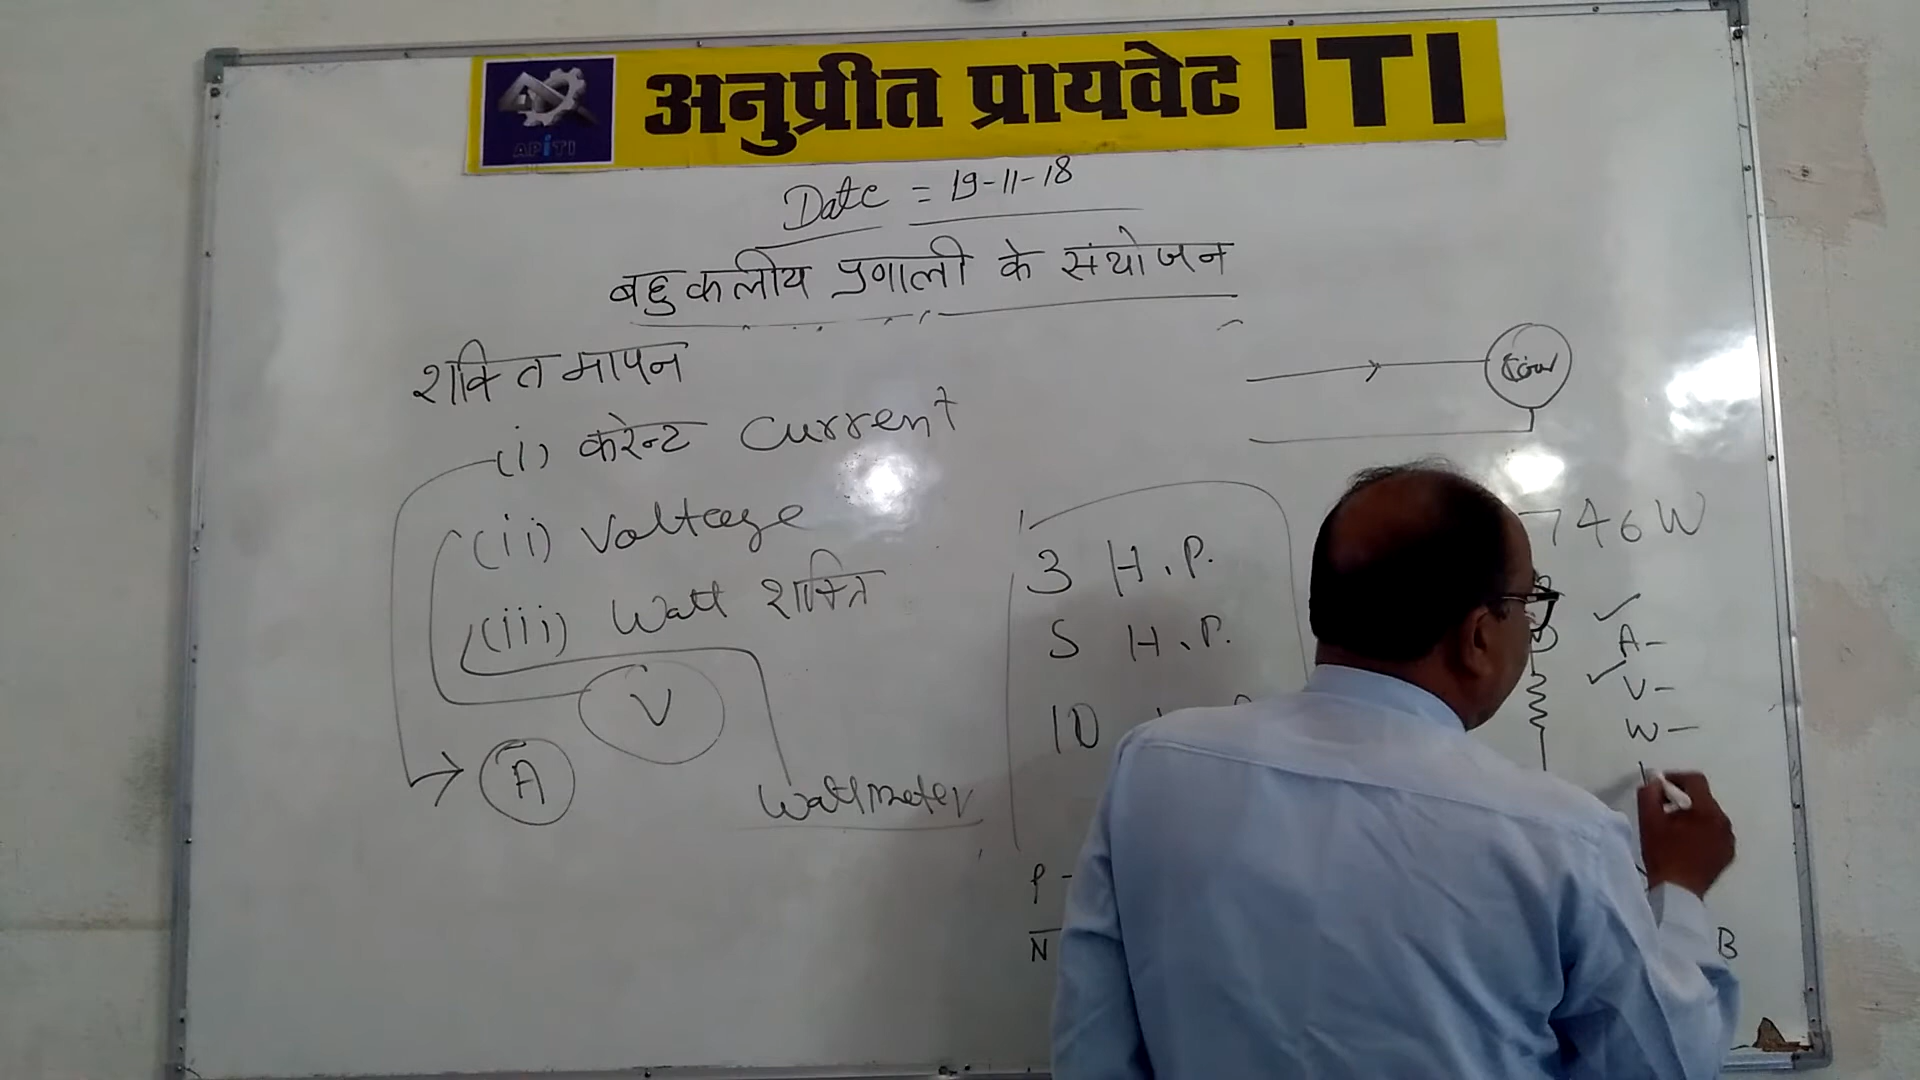 अनुप्रीत प्रायवेट ITI
APITI
Date = 19-11-18
बहुकलीय प्रणाली के संयोजन
शक्ति मापन
(i) करेन्ट Current
(ii) Voltage
(iii) Watt शक्ति
V
A
Wattmeter
3 H.P.
5 H.P.
10
P -
N
746 W
A-
V-
W-
B